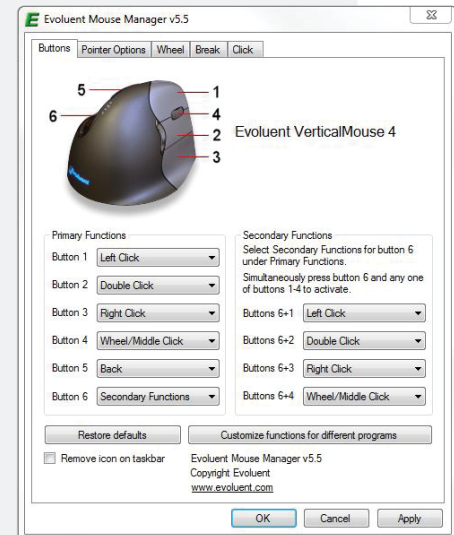 Evoluent Mouse Manager v5.5
Buttons Pointer Options Wheel Break Click
5
1
6
4
2
3
Evoluent VerticalMouse 4
evoluent
Primary Functions
Button 1 Left Click
Button 2 Double Click
Button 3 Right Click
Button 4 Wheel/Middle Click
Button 5 Back
Button 6 Secondary Functions
Secondary Functions
Select Secondary Functions for button 6
under Primary Functions.
Simultaneously press button 6 and any one
of buttons 1-4 to activate.
Buttons 6+1 Left Click
Buttons 6+2 Double Click
Buttons 6+3 Right Click
Buttons 6+4 Wheel/Middle Click
Restore defaults
Customize functions for different programs
Remove icon on taskbar
Evoluent Mouse Manager v5.5
Copyright Evoluent
www.evoluent.com
OK Cancel Apply